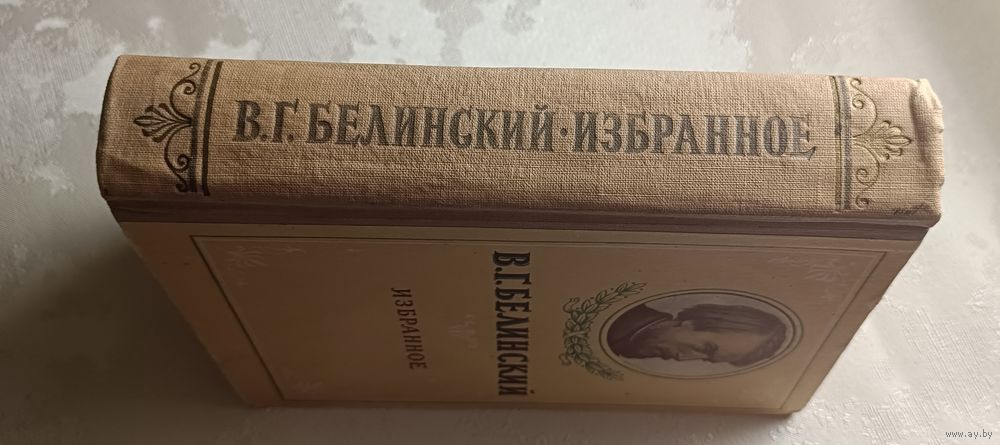 В.Г. БЕЛИНСКИЙ · ИЗБРАННОЕ
В.Г. БЕЛИНСКИЙ
ИЗБРАННОЕ
© www.ay.by